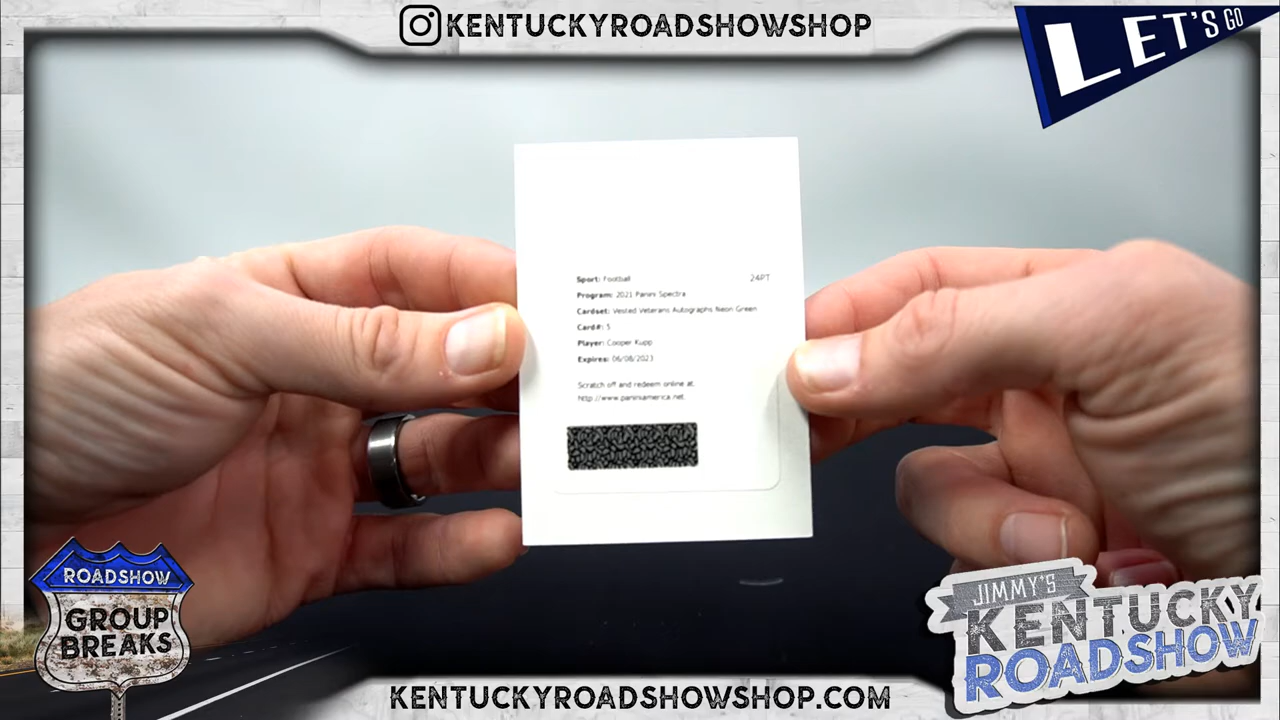 KENTUCKYROADSHOWSHOP
LET'S GO
Sport: Football 24PT
Program: 2021 Panini Spectra
Cardset: Vested Veterans Autographs Neon Green
Card#: 5
Player: Cooper Kupp
Expires: 06/08/2023
Scratch off and redeem online at:
http://www.paniniamerica.net.
ROADSHOW
GROUP
BREAKS
JIMMY'S
KENTUCKY
ROADSHOW
KENTUCKYROADSHOWSHOP.COM